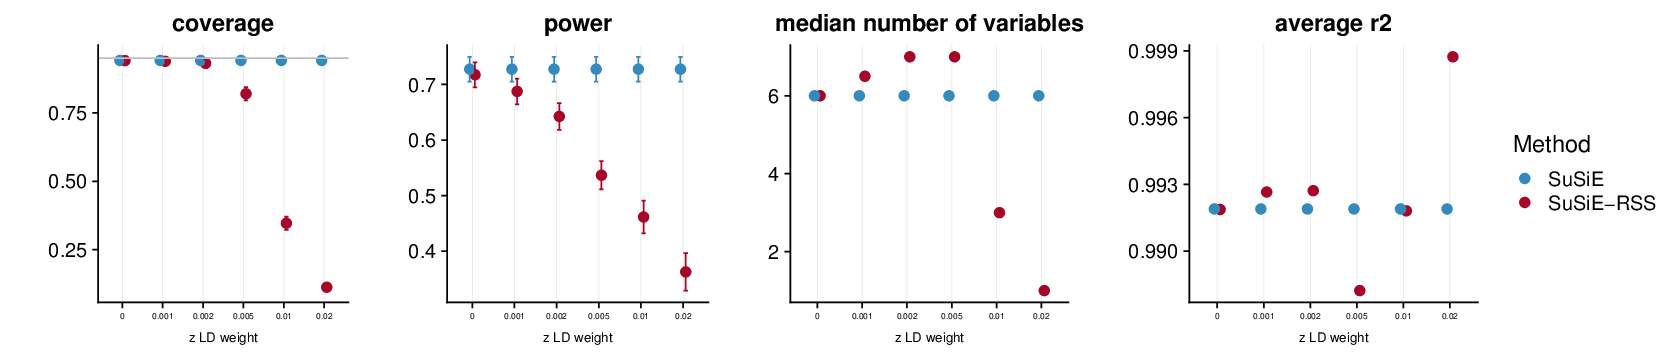 coverage
0.75
0.50
0.25
0 0.001 0.002 0.005 0.01 0.02
z LD weight
power
0.7
0.6
0.5
0.4
0 0.001 0.002 0.005 0.01 0.02
z LD weight
median number of variables
6
4
2
0 0.001 0.002 0.005 0.01 0.02
z LD weight
average r2
0.999
0.996
0.993
0.990
0 0.001 0.002 0.005 0.01 0.02
z LD weight
Method
SuSiE
SuSiE−RSS